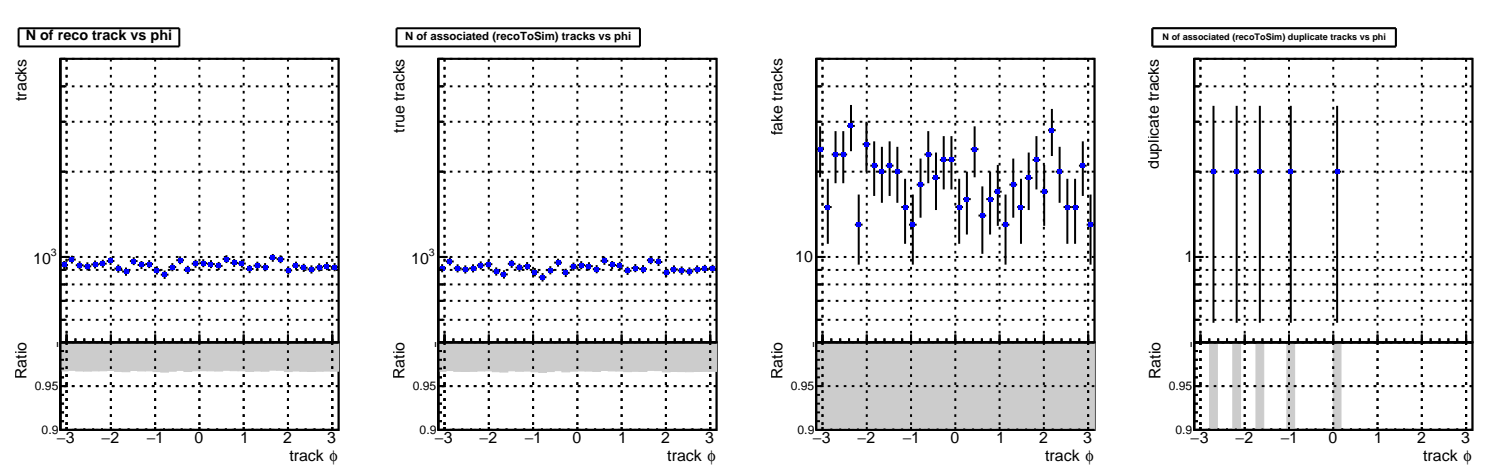 N of reco track vs phi
tracks
10³
Ratio
0.95
0.9
−3 −2 −1 0 1 2 3
track ϕ
N of associated (recoToSim) tracks vs phi
true tracks
10³
Ratio
0.95
0.9
−3 −2 −1 0 1 2 3
track ϕ
fake tracks
10
Ratio
0.95
0.9
−3 −2 −1 0 1 2 3
track ϕ
N of associated (recoToSim) duplicate tracks vs phi
duplicate tracks
1
Ratio
0.95
0.9
−3 −2 −1 0 1 2 3
track ϕ